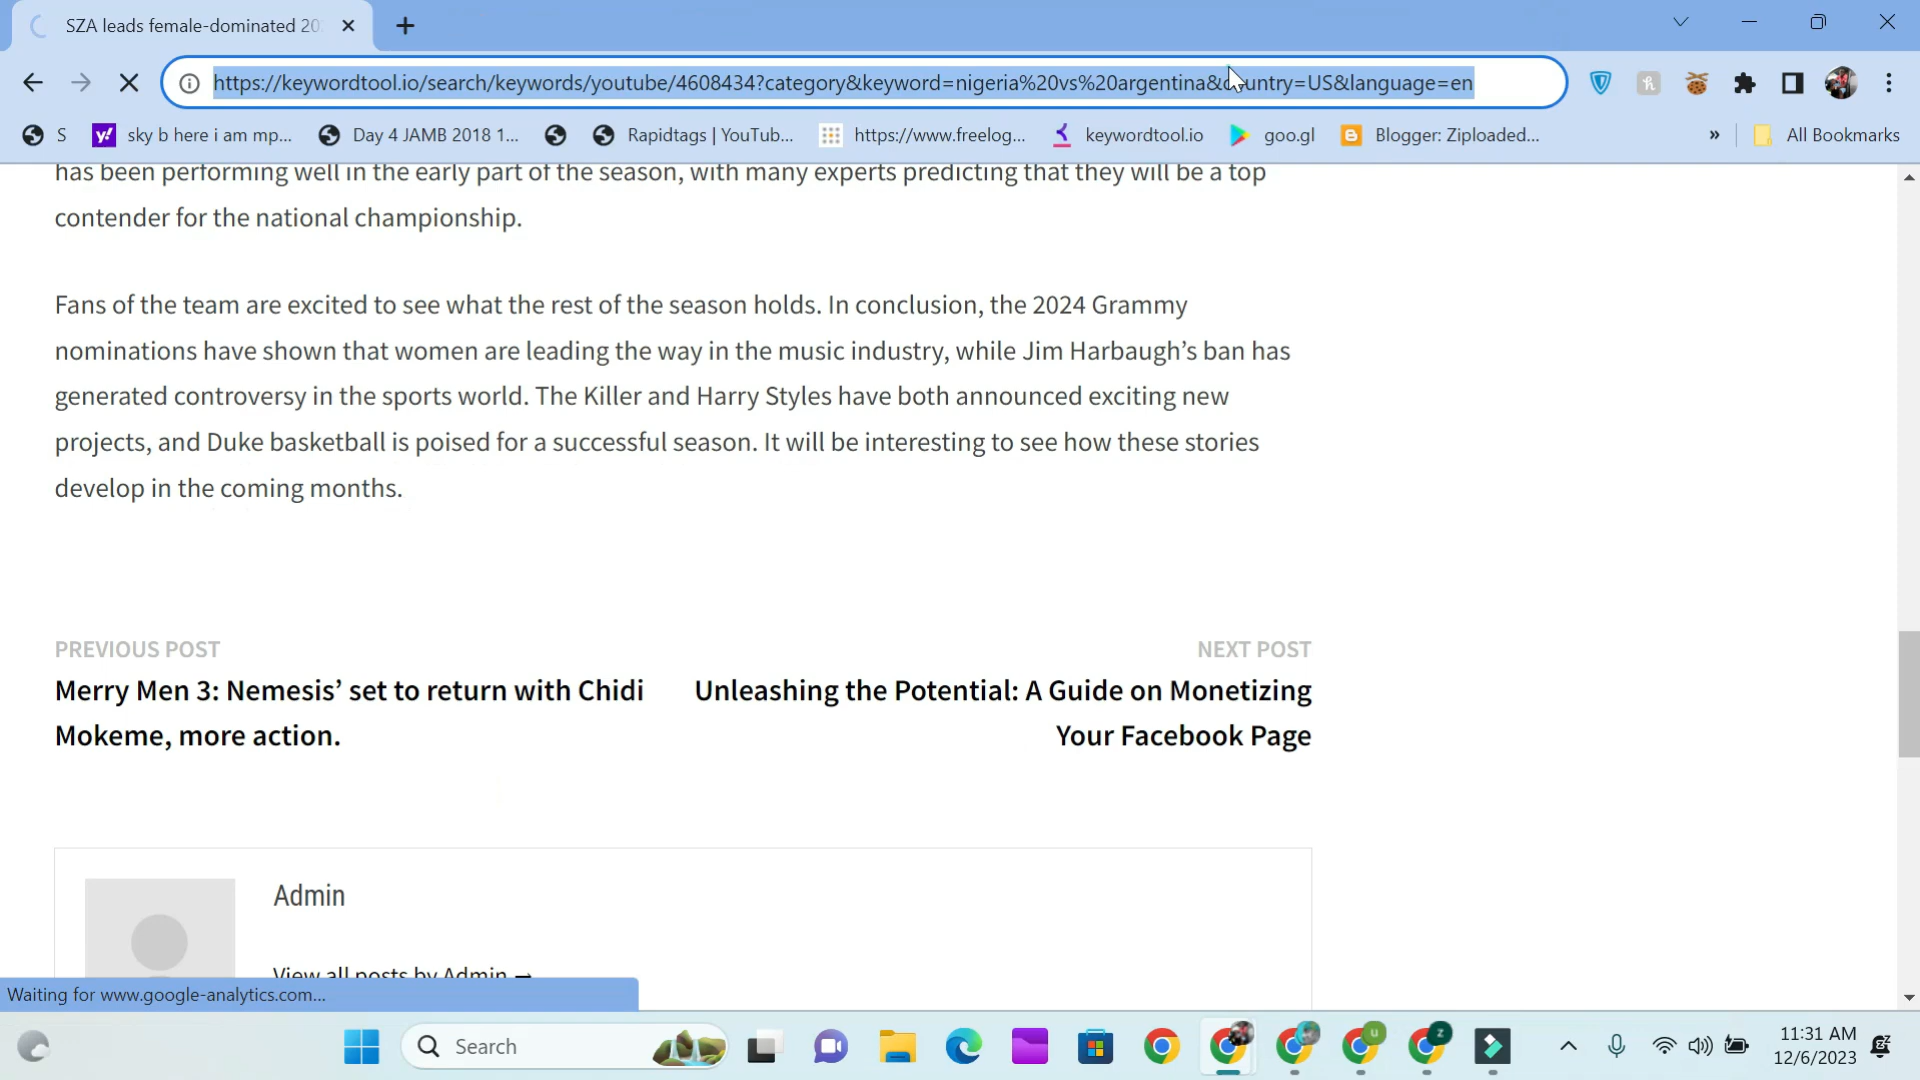 SZA leads female-dominated 20
https://keywordtool.io/search/keywords/youtube/4608434?category&keyword=nigeria%20vs%20argentina&country=US&language=en
S
sky b here i am mp...
Day 4 JAMB 2018 1...
Rapidtags | YouTub...
https://www.freelog...
keywordtool.io
goo.gl
Blogger: Ziploaded...
»
All Bookmarks
has been performing well in the early part of the season, with many experts predicting that they will be a top
contender for the national championship.
Fans of the team are excited to see what the rest of the season holds. In conclusion, the 2024 Grammy
nominations have shown that women are leading the way in the music industry, while Jim Harbaugh’s ban has
generated controversy in the sports world. The Killer and Harry Styles have both announced exciting new
projects, and Duke basketball is poised for a successful season. It will be interesting to see how these stories
develop in the coming months.
PREVIOUS POST
Merry Men 3: Nemesis’ set to return with Chidi
Mokeme, more action.
NEXT POST
Unleashing the Potential: A Guide on Monetizing
Your Facebook Page
Admin
View all posts by Admin →
Waiting for www.google-analytics.com...
Search
11:31 AM
12/6/2023